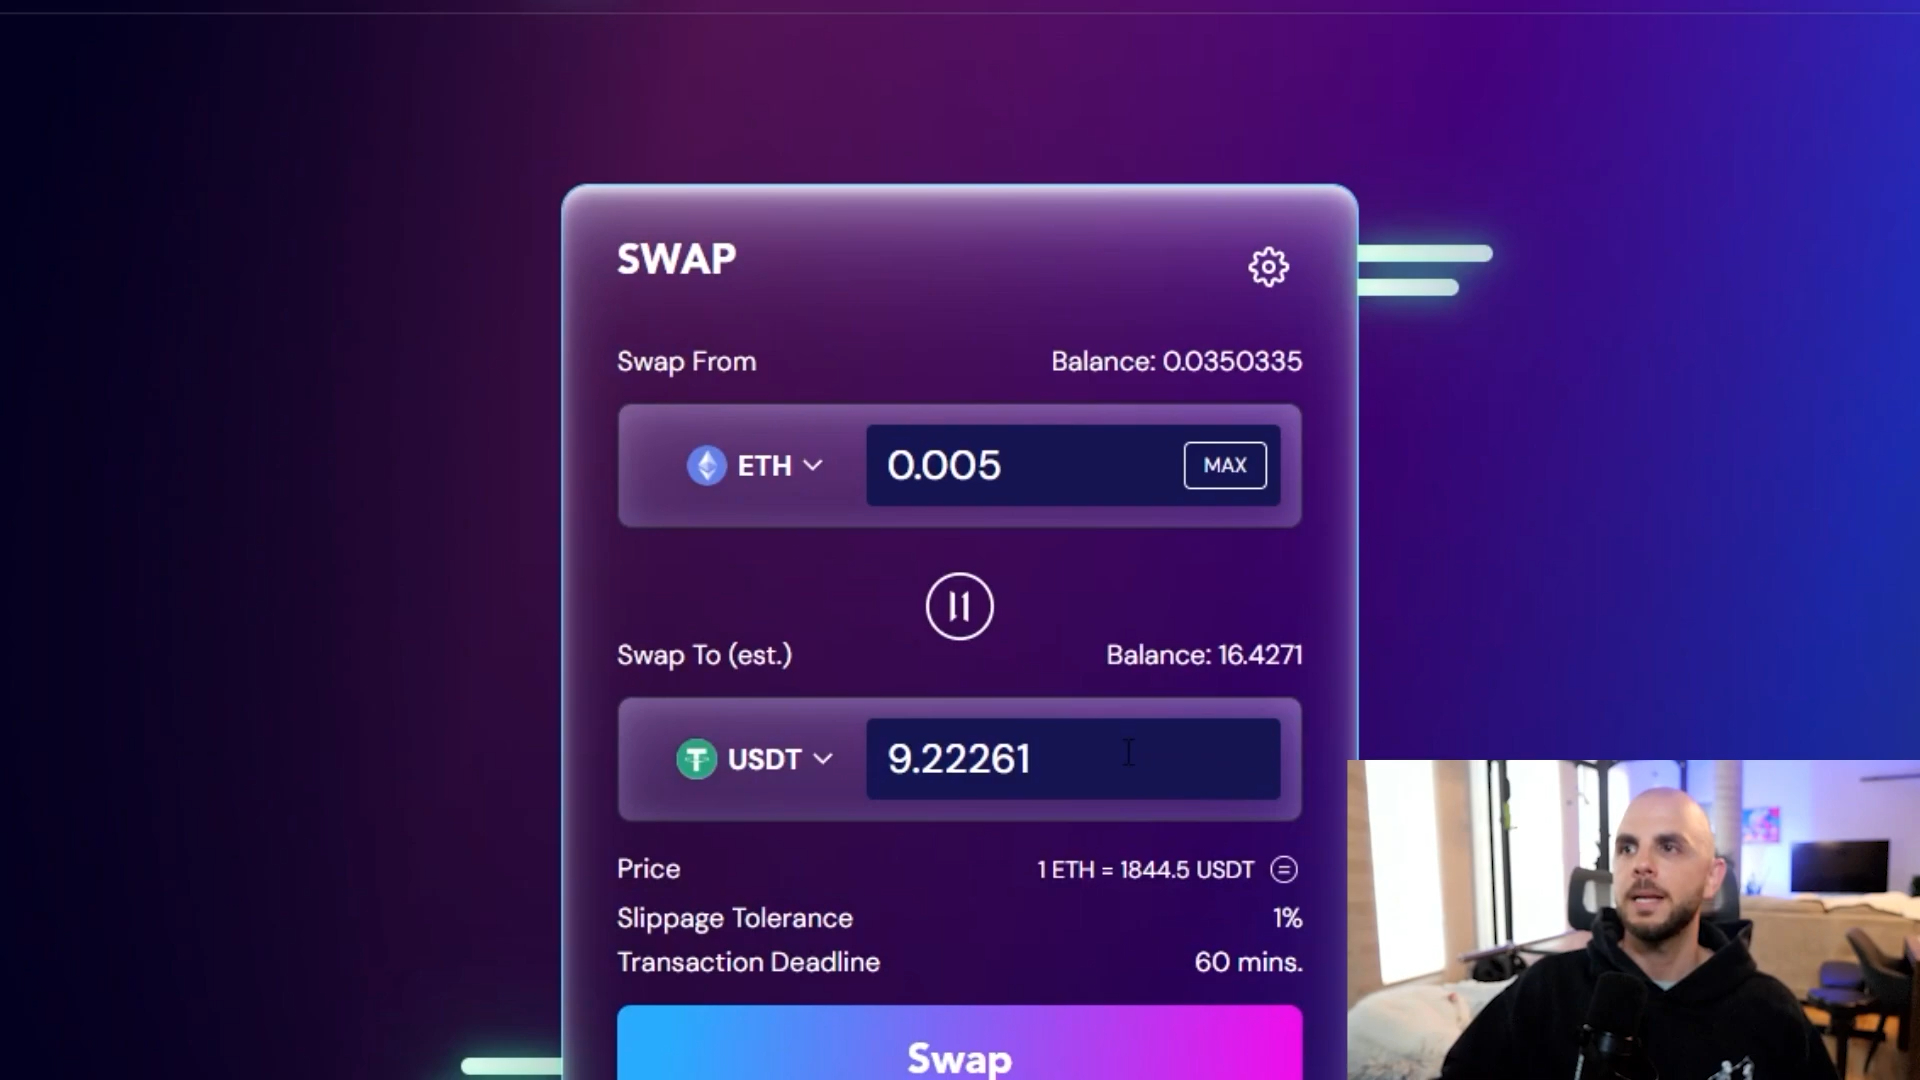 SWAP
Swap From Balance: 0.0350335
ETH 0.005 MAX
Swap To (est.) Balance: 16.4271
USDT 9.22261
Price 1 ETH = 1844.5 USDT
Slippage Tolerance 1%
Transaction Deadline 60 mins.
Swap